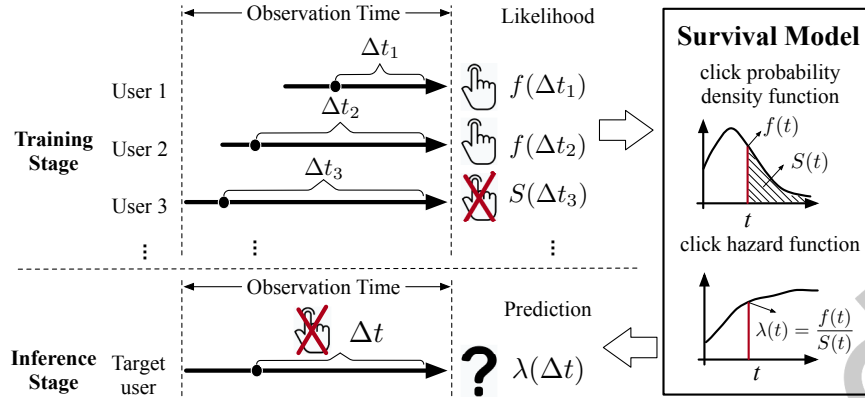 Observation Time
Likelihood
Survival Model
Training Stage
User 1
Δt₁
f(Δt₁)
User 2
Δt₂
f(Δt₂)
User 3
Δt₃
S(Δt₃)
⋮ ⋮ ⋮
click probability
density function
f(t)
S(t)
t
click hazard function
λ(t) = f(t)/S(t)
t
Observation Time
Prediction
Inference
Stage
Target
user
Δt
?
λ(Δt)